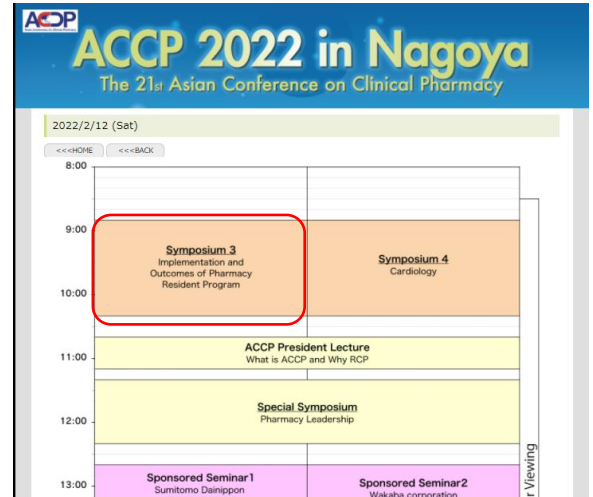 ACCP
ACCP 2022 in Nagoya
The 21st Asian Conference on Clinical Pharmacy
2022/2/12 (Sat)
<<<HOME
<<<BACK
8:00
9:00
Symposium 3
Implementation and
Outcomes of Pharmacy
Resident Program
Symposium 4
Cardiology
10:00
ACCP President Lecture
What is ACCP and Why RCP
11:00
Special Symposium
Pharmacy Leadership
12:00
Viewing
13:00
Sponsored Seminar1
Sumitomo Dainippon
Sponsored Seminar2
Wakaba corporation